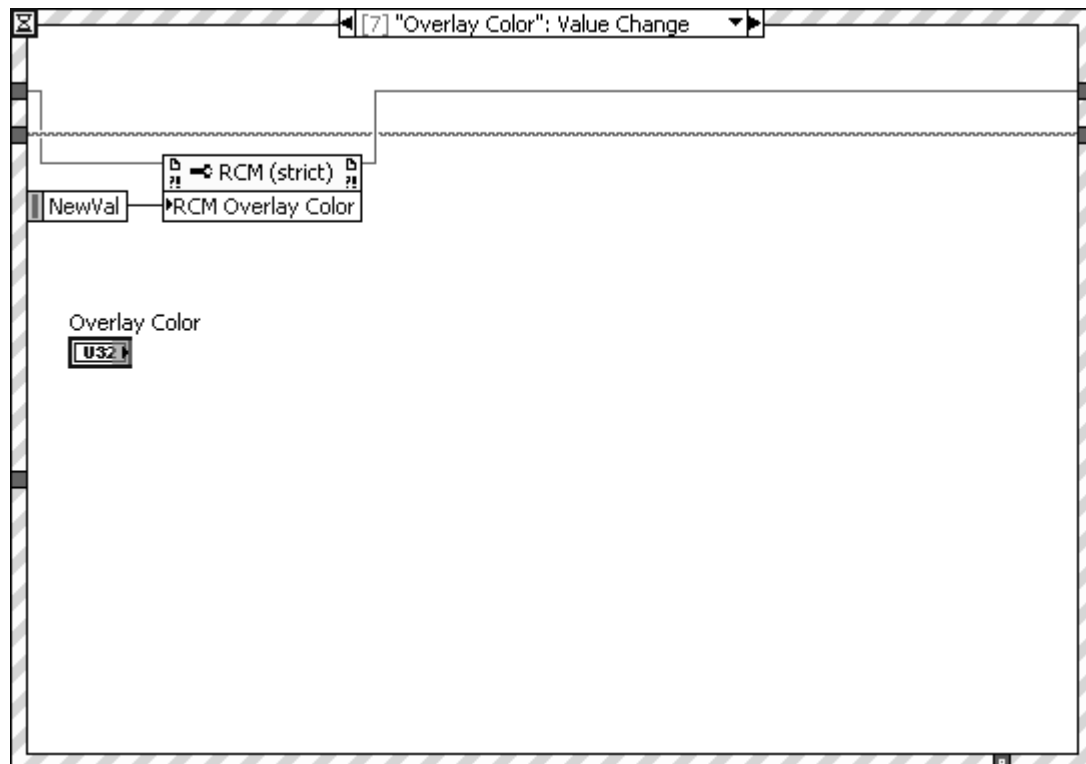 [7] "Overlay Color": Value Change
?! RCM (strict) ?!
NewVal RCM Overlay Color
Overlay Color
U32